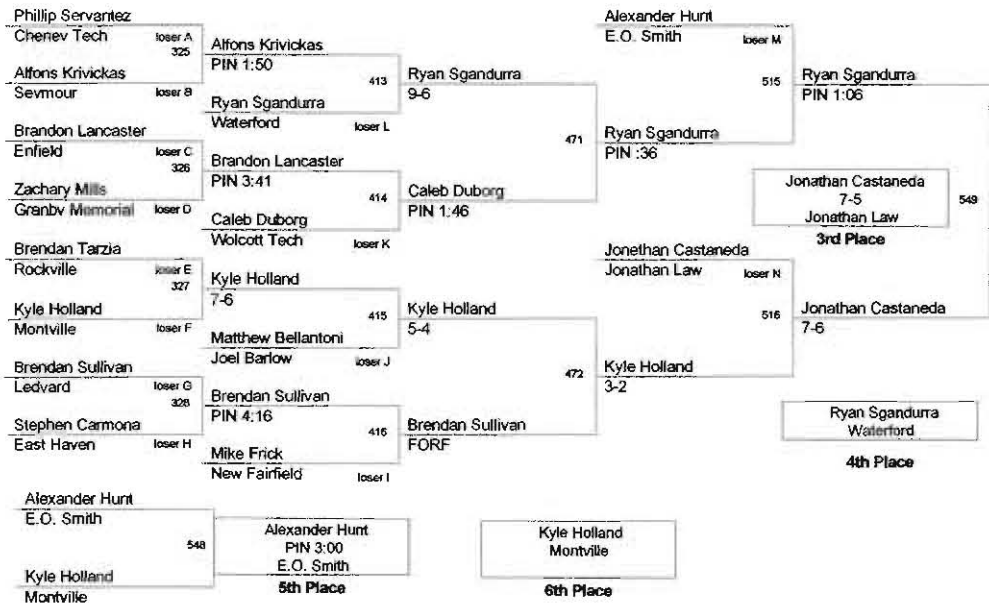 Phillip Servantez
Chenev Tech
loser A
325
Alfons Krivickas
Sevmour
loser B
Brandon Lancaster
Enfield
loser C
326
Zachary Mills
Granbv Memorial
loser D
Brendan Tarzia
Rockville
loser E
327
Kyle Holland
Montville
loser F
Brendan Sullivan
Ledvard
loser G
328
Stephen Carmona
East Haven
loser H
Alfons Krivickas
PIN 1:50
413
Ryan Sgandurra
Waterford
loser L
Brandon Lancaster
PIN 3:41
414
Caleb Duborg
Wolcott Tech
loser K
Kyle Holland
7-6
415
Matthew Bellantoni
Joel Barlow
loser J
Brendan Sullivan
PIN 4:16
416
Mike Frick
New Fairfield
loser I
Ryan Sgandurra
9-6
471
Caleb Duborg
PIN 1:46
Kyle Holland
5-4
472
Brendan Sullivan
FORF
Alexander Hunt
E.O. Smith
loser M
515
Ryan Sgandurra
PIN :36
Jonethan Castaneda
Jonathan Law
loser N
516
Kyle Holland
3-2
Ryan Sgandurra
PIN 1:06
Jonathan Castaneda
7-5
Jonathan Law
3rd Place
549
Jonathan Castaneda
7-6
Ryan Sgandurra
Waterford
4th Place
Alexander Hunt
E.O. Smith
548
Kyle Holland
Montville
Alexander Hunt
PIN 3:00
E.O. Smith
5th Place
Kyle Holland
Montville
6th Place